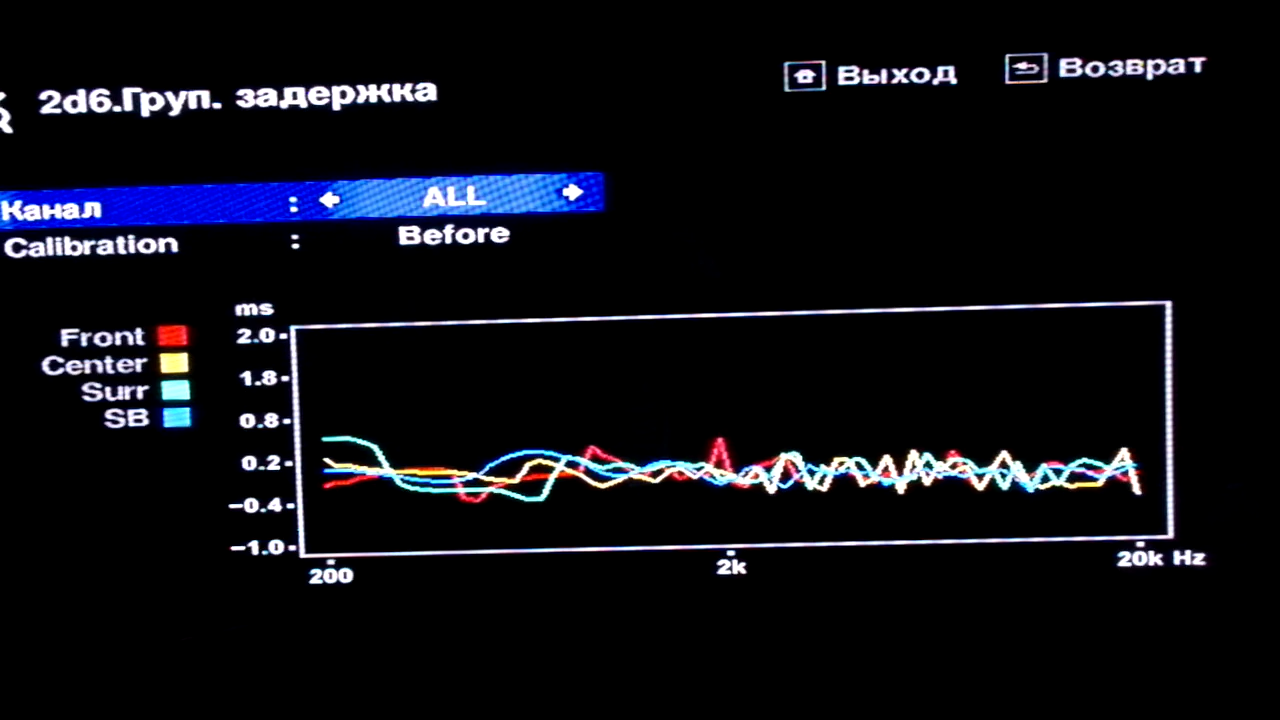 2d6.Груп. задержка
Выход
Возврат
Канал : ALL
Calibration : Before
ms
Front
Center
Surr
SB
2.0
1.8
0.8
0.2
−0.4
−1.0
200
2k
20k Hz